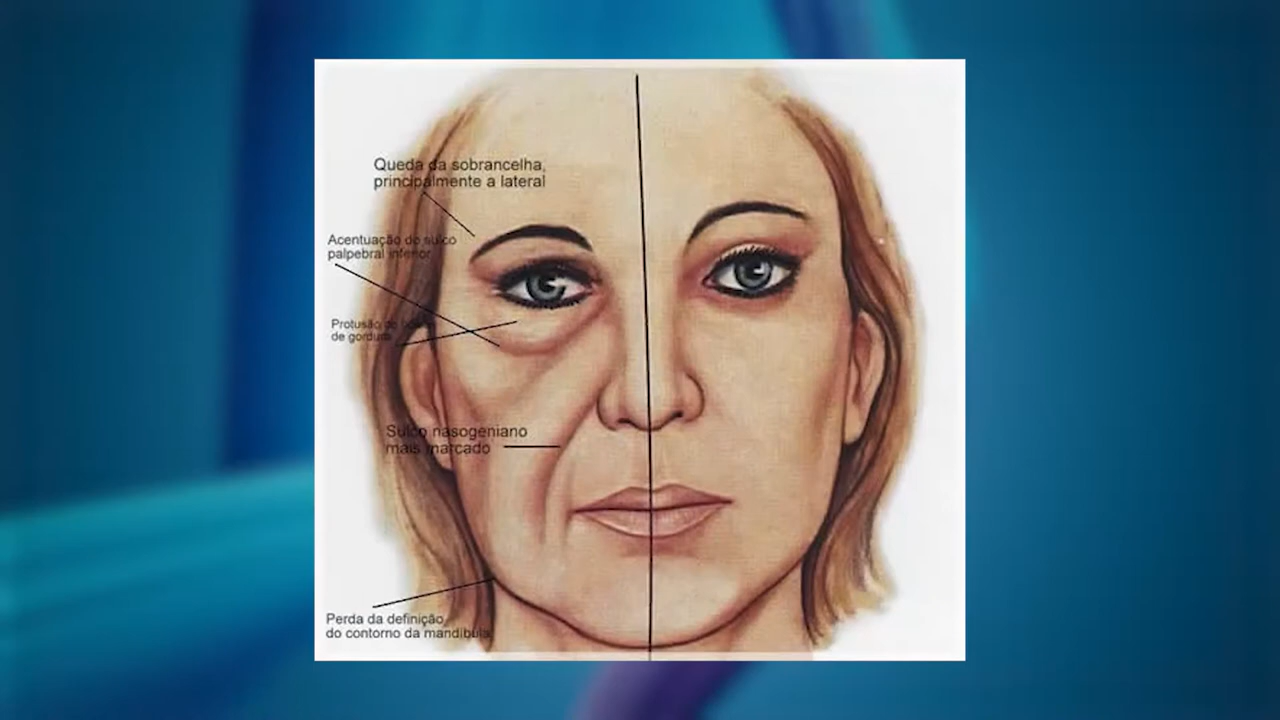 Queda da sobrancelha,
principalmente a lateral
Acentuação do sulco
palpebral inferior
Protusão
de gordura
Sulco nasogeniano
mais marcado
Perda da definição
do contorno da mandíbula